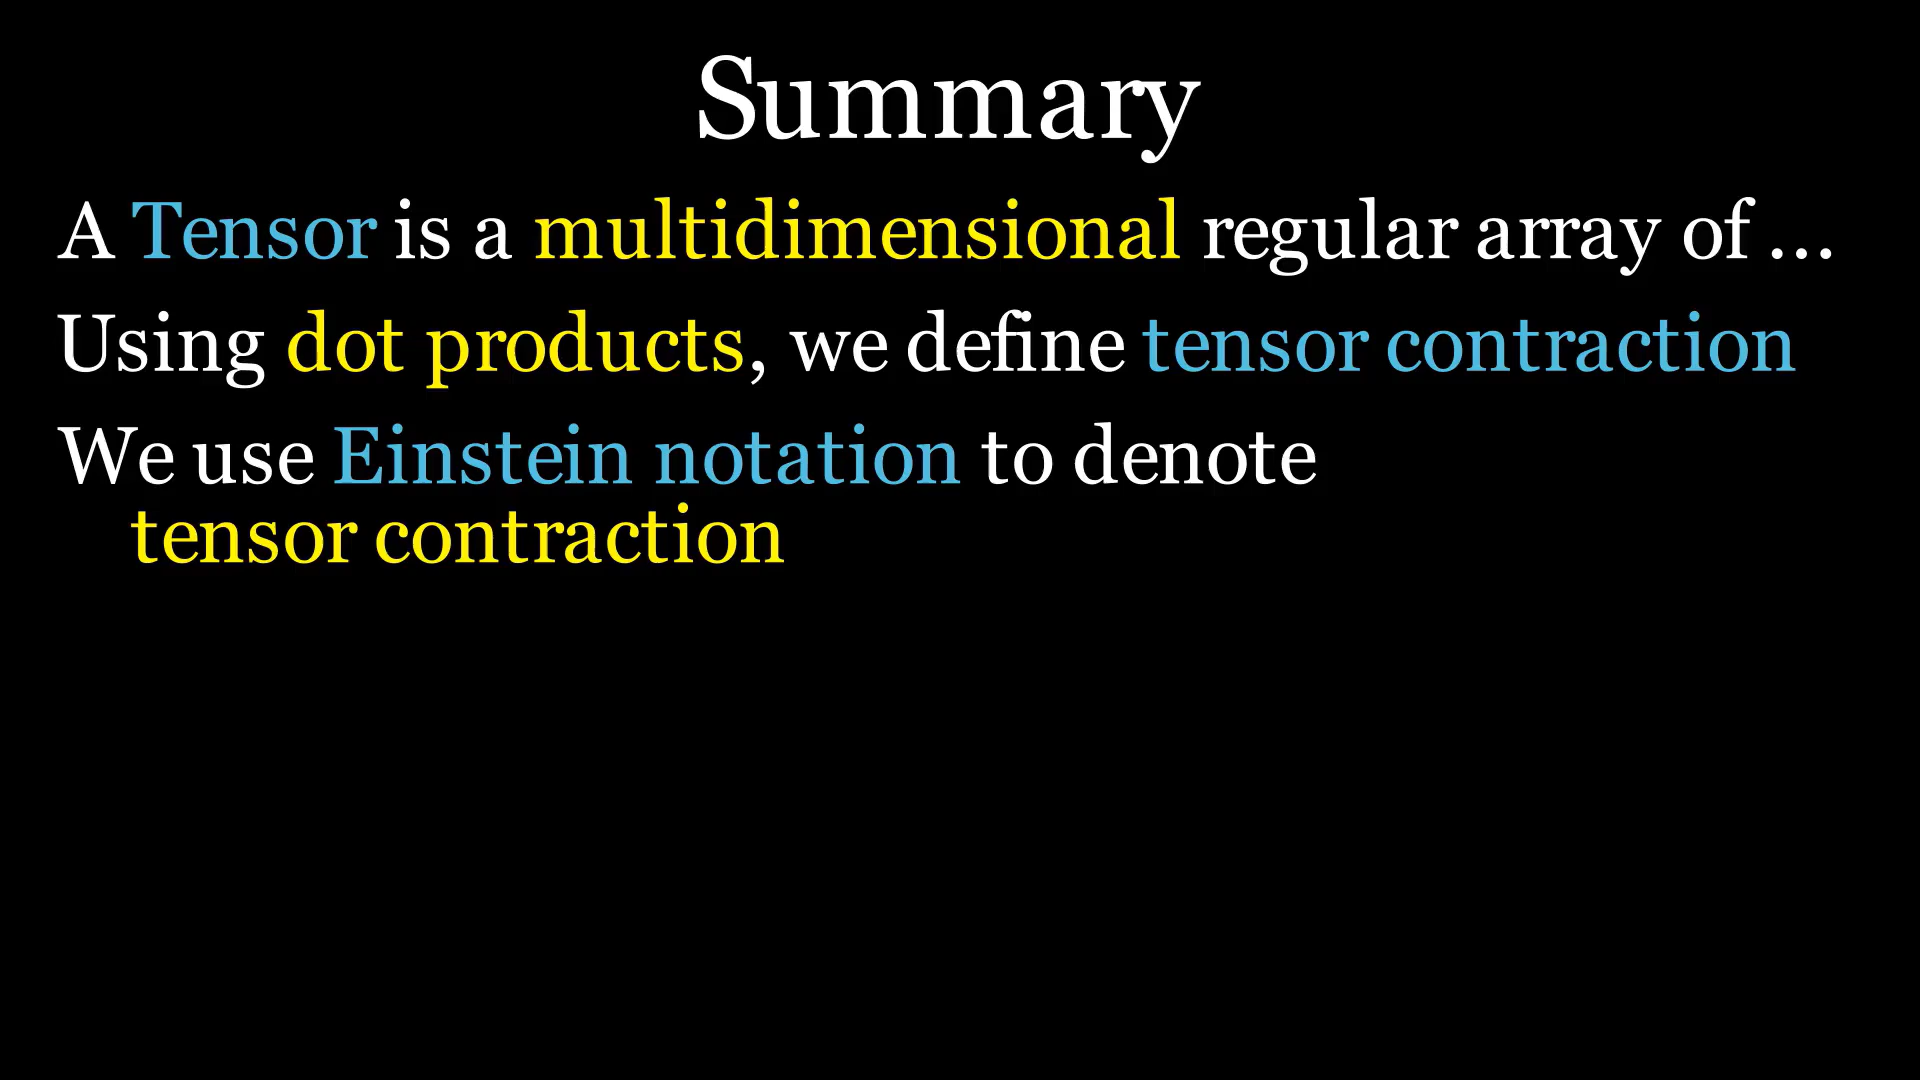 Summary
A Tensor is a multidimensional regular array of ...
Using dot products, we define tensor contraction
We use Einstein notation to denote
tensor contraction